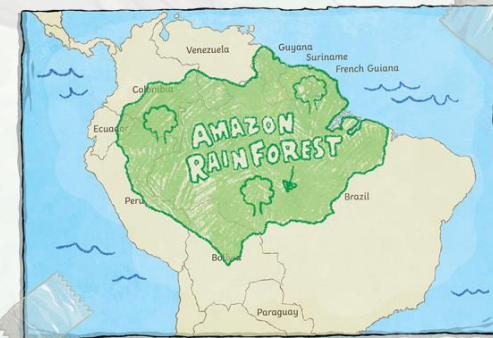 Venezuela
Guyana
Suriname
French Guiana
Colombia
Ecuador
AMAZON
RAINFOREST
Peru
Brazil
Bolivia
Paraguay